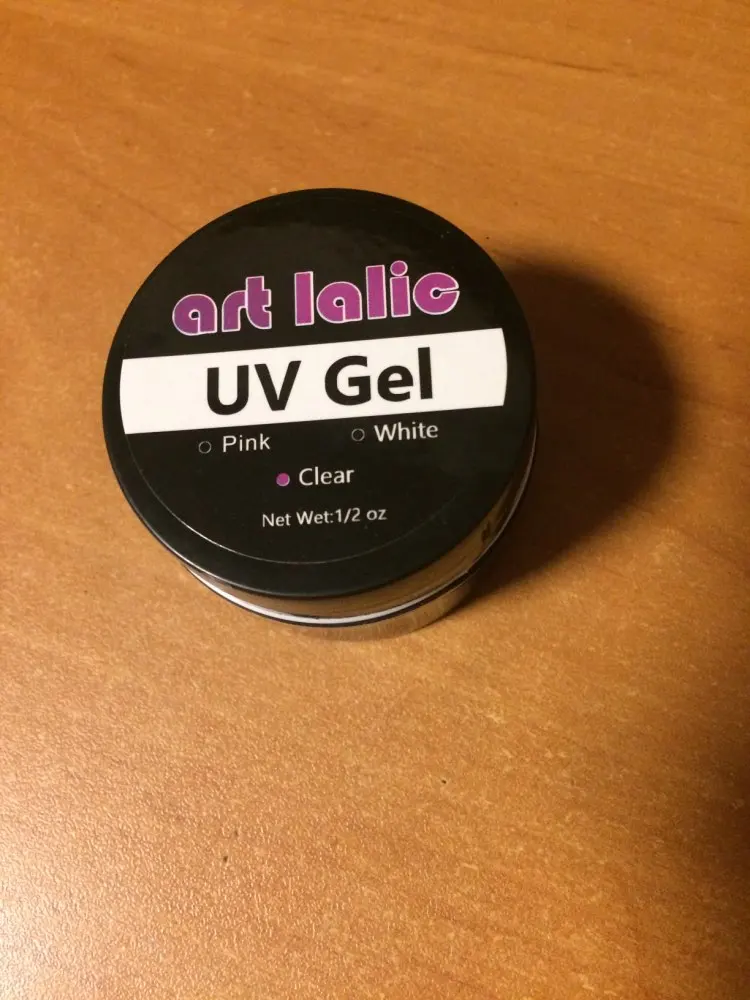 art lalic
UV Gel
Pink White
Clear
Net Wet:1/2 oz